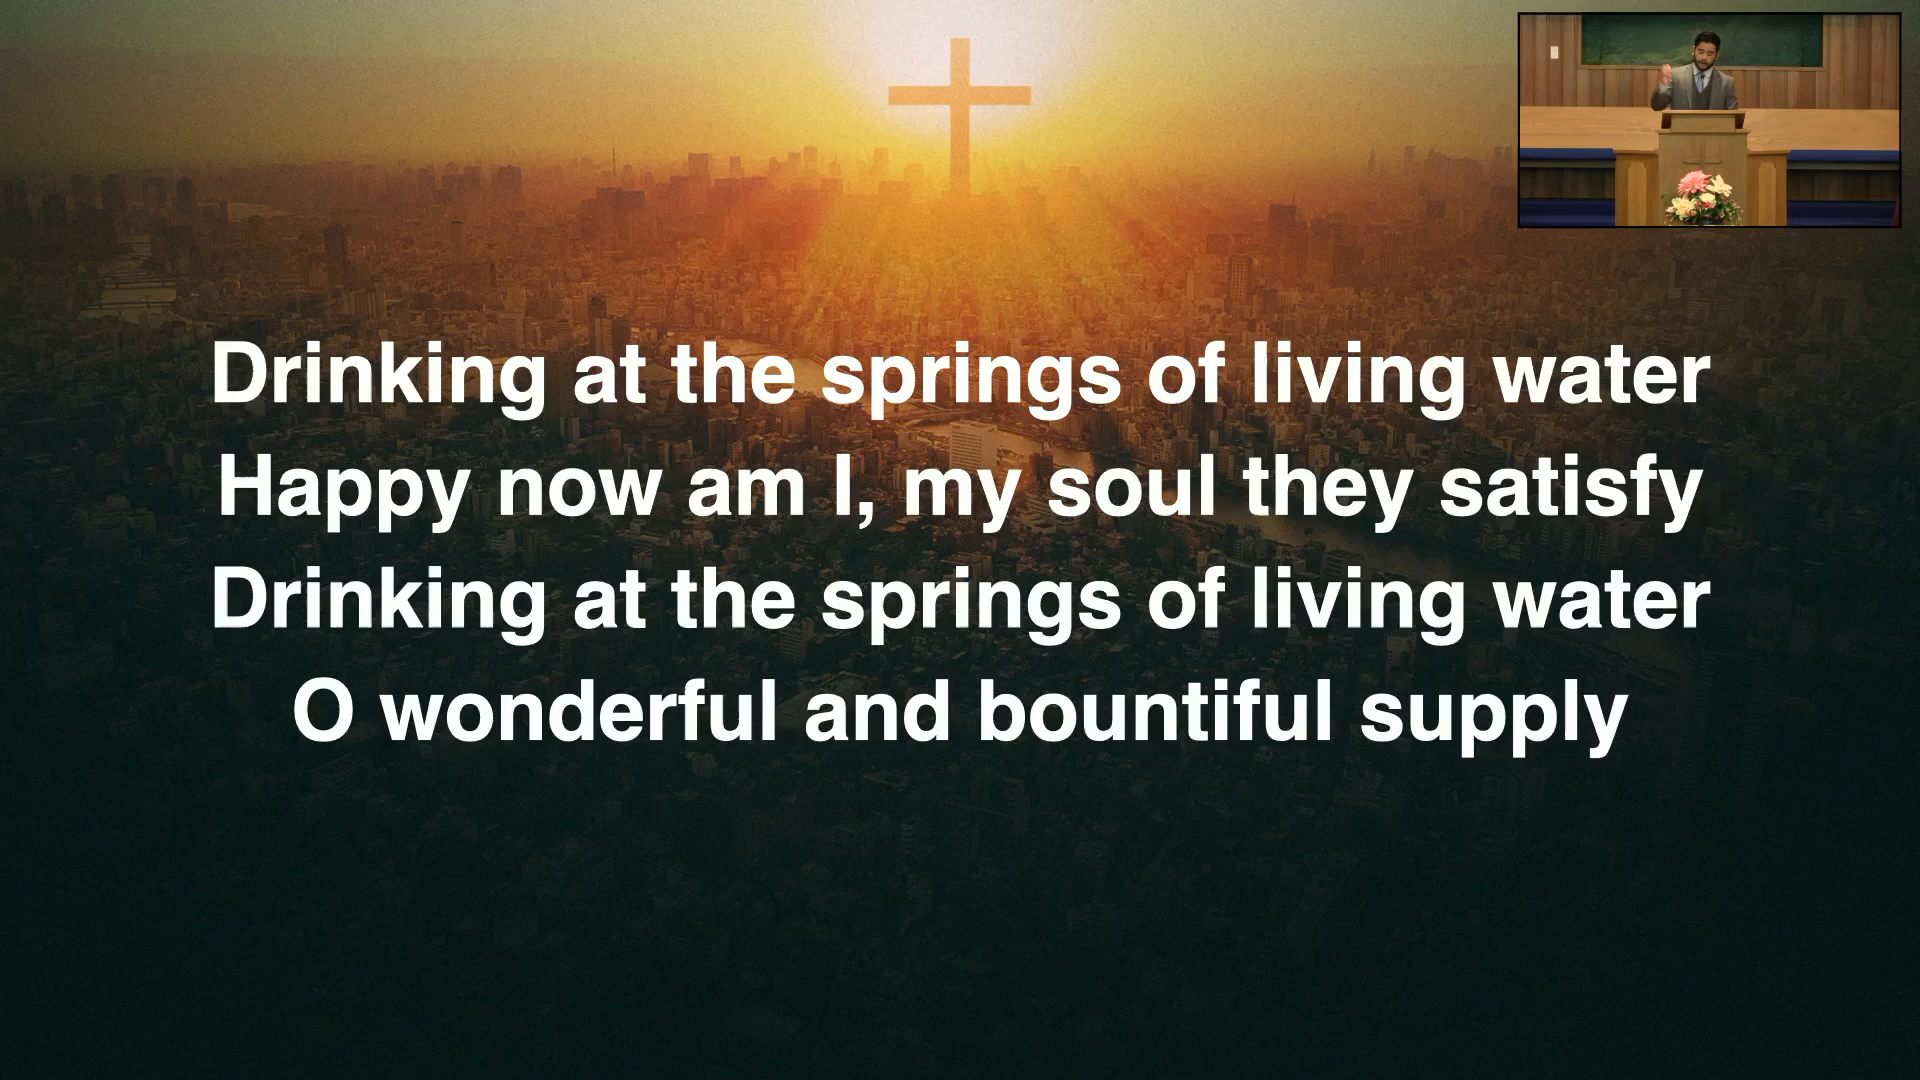 Drinking at the springs of living water
Happy now am I, my soul they satisfy
Drinking at the springs of living water
O wonderful and bountiful supply